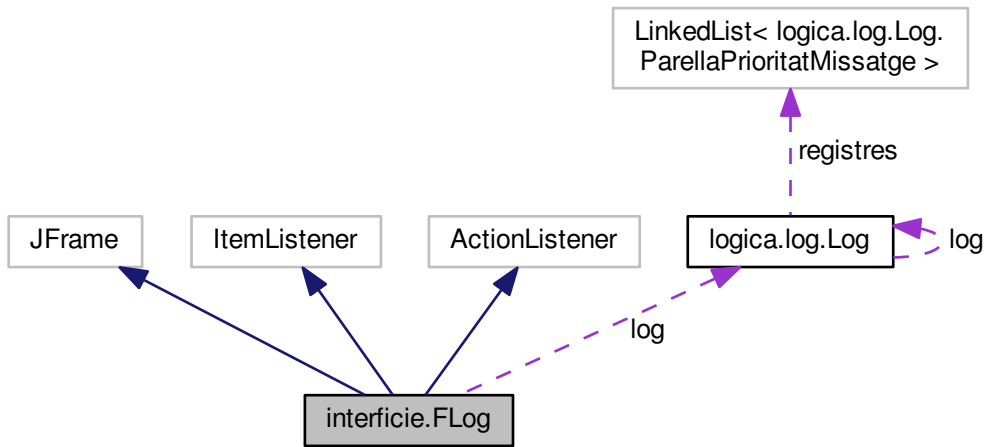 LinkedList< logica.log.Log.
ParellaPrioritatMissatge >
registres
JFrame
ItemListener
ActionListener
logica.log.Log
log
log
interficie.FLog